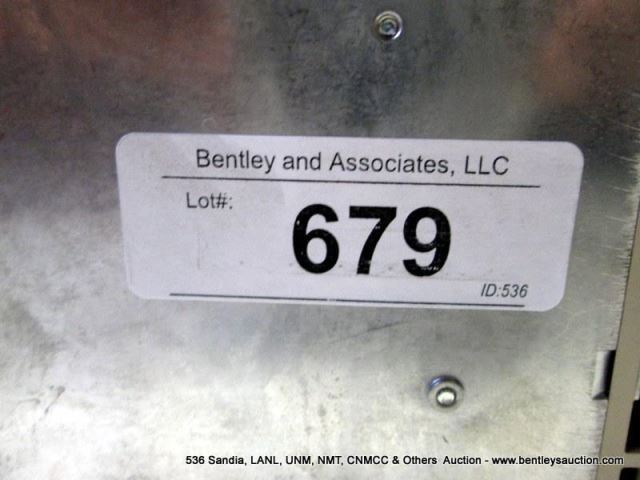 Bentley and Associates, LLC
Lot#:
679
ID:536
536 Sandia, LANL, UNM, NMT, CNMCC & Others Auction - www.bentleysauction.com